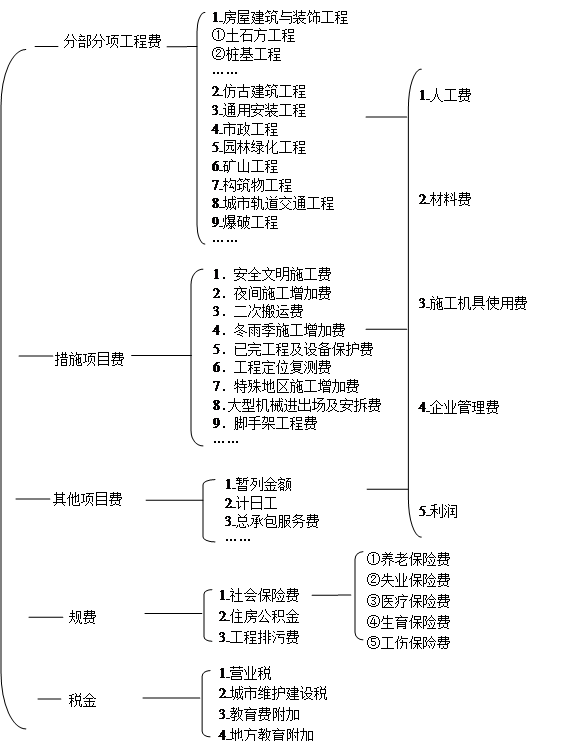 分部分项工程费
1.房屋建筑与装饰工程
①土石方工程
②桩基工程
……
2.仿古建筑工程
3.通用安装工程
4.市政工程
5.园林绿化工程
6.矿山工程
7.构筑物工程
8.城市轨道交通工程
9.爆破工程
……
措施项目费
1．安全文明施工费
2．夜间施工增加费
3．二次搬运费
4．冬雨季施工增加费
5．已完工程及设备保护费
6．工程定位复测费
7．特殊地区施工增加费
8.大型机械进出场及安拆费
9．脚手架工程费
……
其他项目费
1.暂列金额
2.计日工
3.总承包服务费
……
1.人工费
2.材料费
3.施工机具使用费
4.企业管理费
5.利润
规费
1.社会保险费
2.住房公积金
3.工程排污费
①养老保险费
②失业保险费
③医疗保险费
④生育保险费
⑤工伤保险费
税金
1.营业税
2.城市维护建设税
3.教育费附加
4.地方教育附加